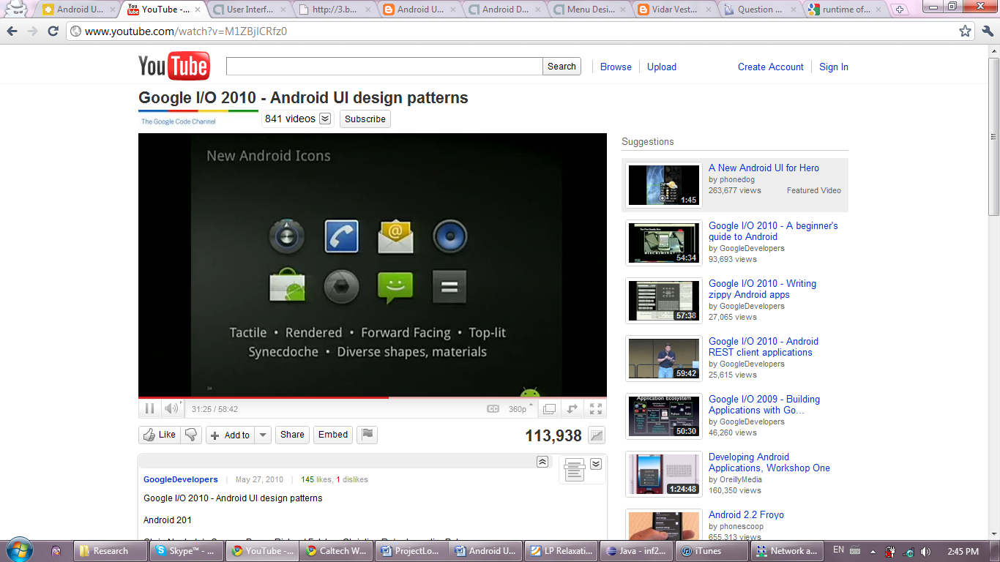 Android U...
YouTube -...
User Interf...
http://3.b...
Android U...
Android D...
Menu Desi...
Vidar Vest...
Question ...
runtime of...
www.youtube.com/watch?v=M1ZBjlCRfz0
YouTube
Search
Browse
Upload
Create Account
Sign In
Google I/O 2010 - Android UI design patterns
The Google Code Channel
841 videos
Subscribe
New Android Icons
@
=
Tactile • Rendered • Forward Facing • Top-lit
Synecdoche • Diverse shapes, materials
34
31:25 / 58:42
CC
360p
Like
Add to
Share
Embed
113,938
GoogleDevelopers | May 27, 2010 | 145 likes, 1 dislikes
Google I/O 2010 - Android UI design patterns
Android 201
Suggestions
1:45
A New Android UI for Hero
by phonedog
263,677 views
Featured Video
54:34
Google I/O 2010 - A beginner's
guide to Android
by GoogleDevelopers
93,693 views
57:38
Google I/O 2010 - Writing
zippy Android apps
by GoogleDevelopers
27,065 views
59:42
Google I/O 2010 - Android
REST client applications
by GoogleDevelopers
25,615 views
Application Ecosystem
50:30
Google I/O 2009 - Building
Applications with Go...
by GoogleDevelopers
46,260 views
1:24:48
Developing Android
Applications, Workshop One
by OreillyMedia
160,350 views
Android 2.2 Froyo
by phonescoop
655,313 views
Research
Skype™ - ...
YouTube -...
Caltech W...
ProjectLo...
Android U...
LP Relaxati...
Java - inf2...
iTunes
Network a...
EN
2:45 PM